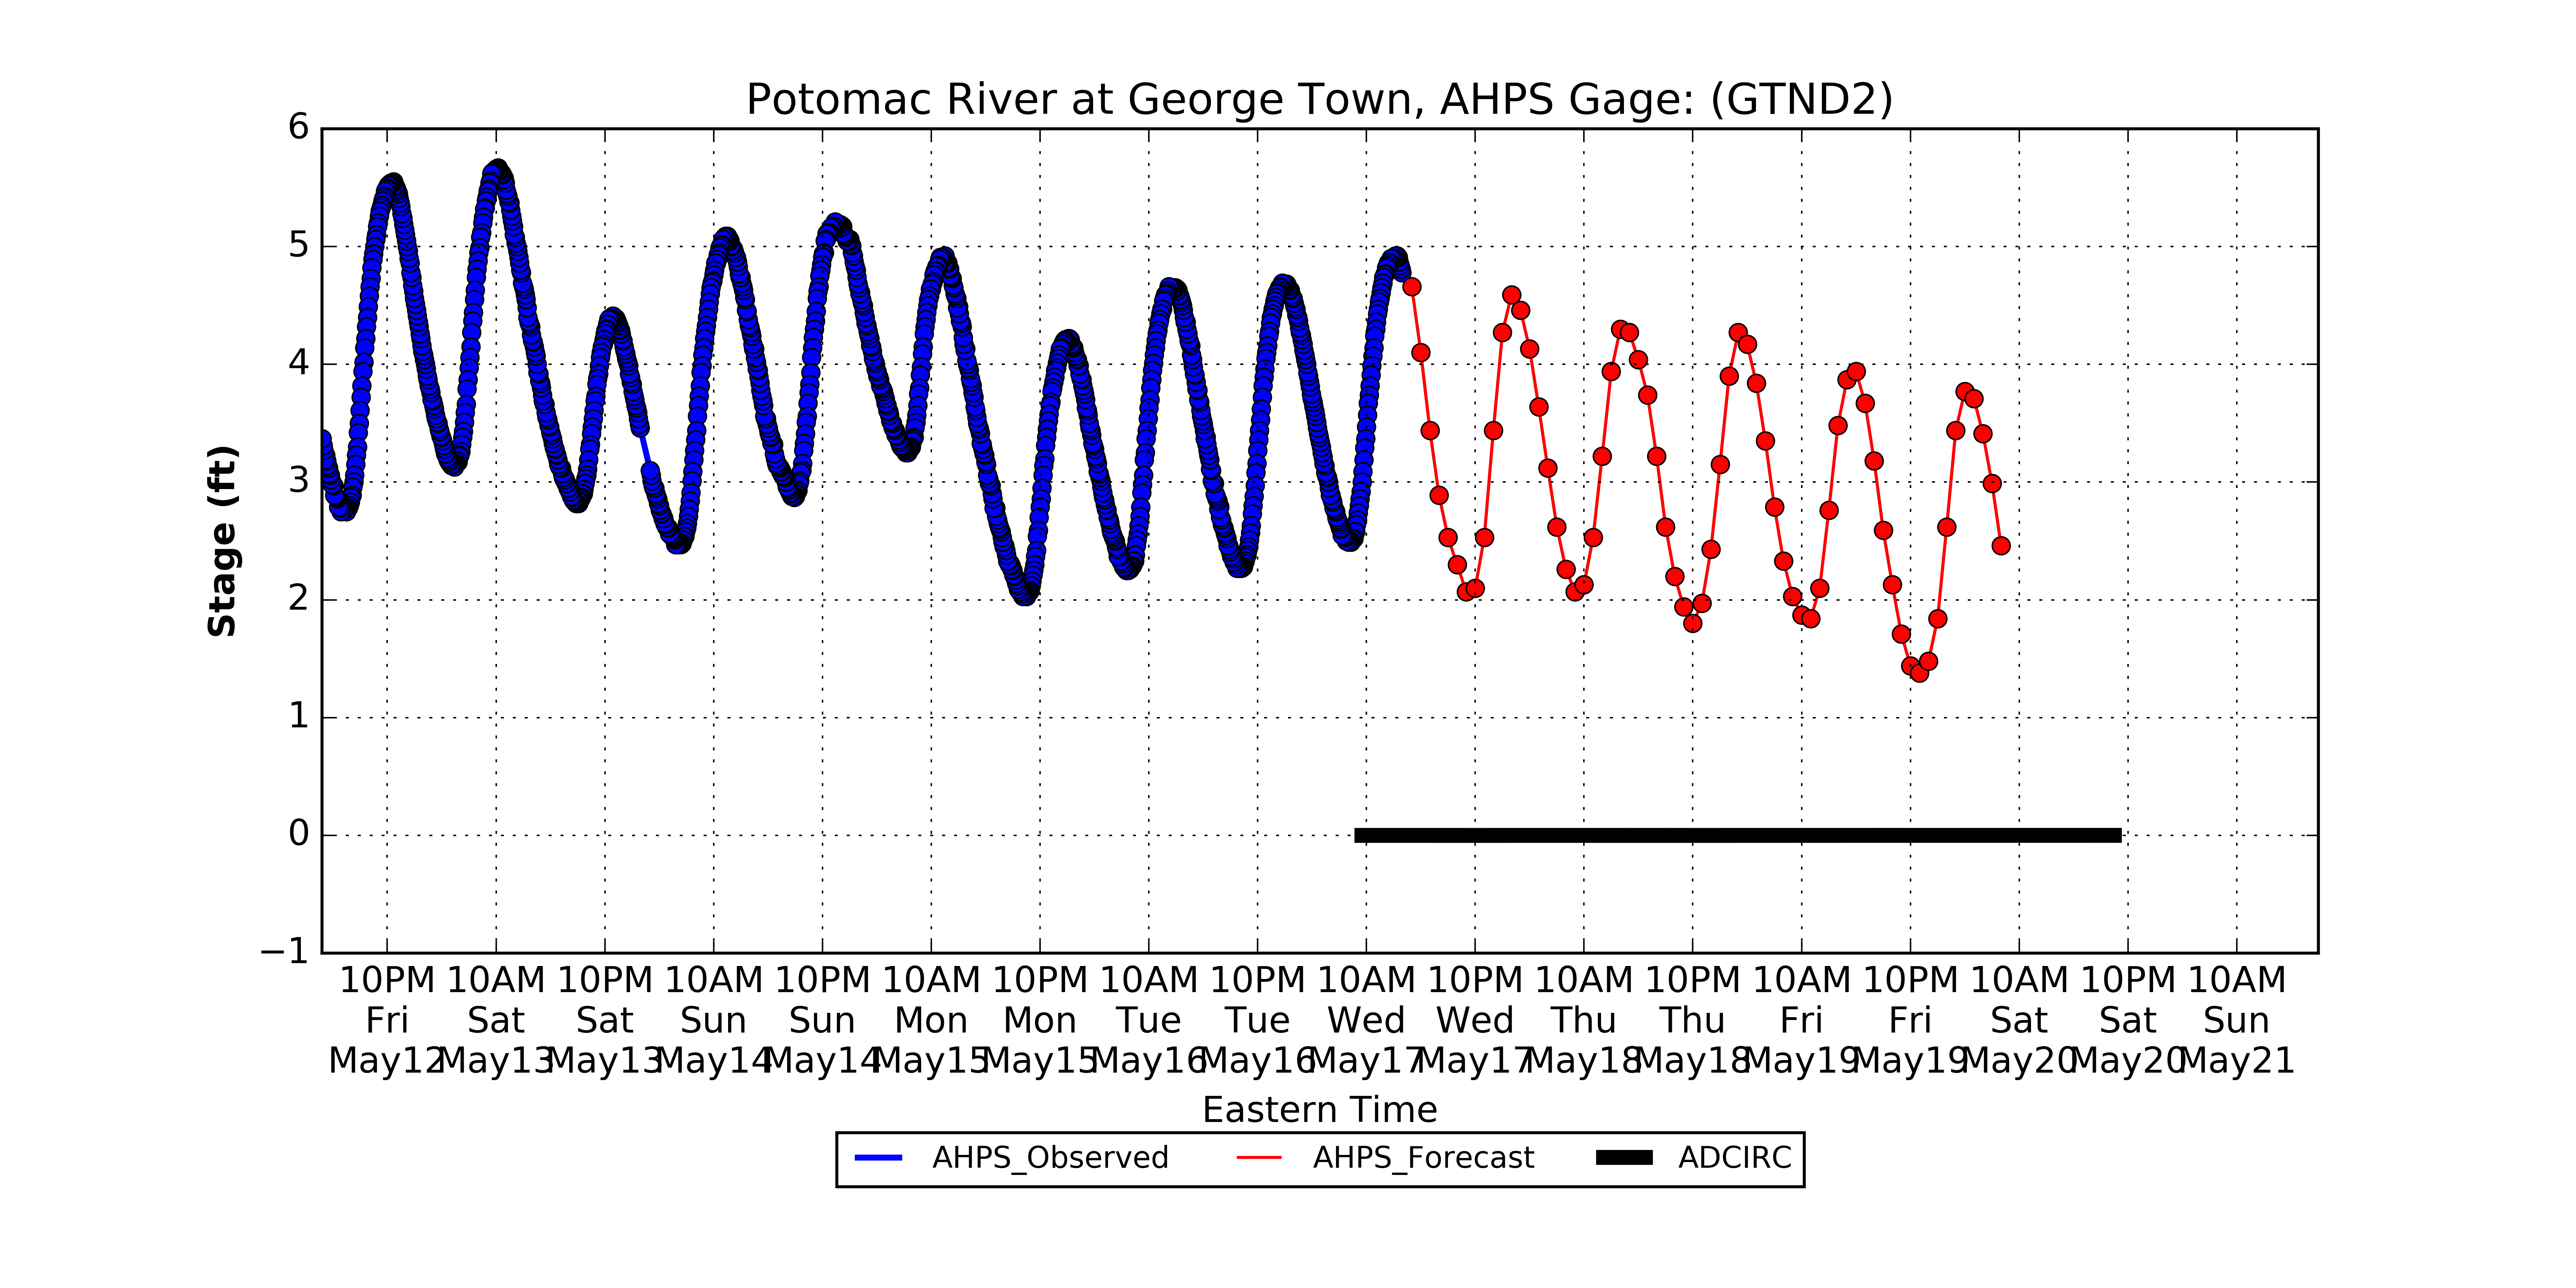 Potomac River at George Town, AHPS Gage: (GTND2)
Stage (ft)
6
5
4
3
2
1
0
−1
10PM 10AM 10PM 10AM 10PM 10AM 10PM 10AM 10PM 10AM 10PM 10AM 10PM 10AM 10PM 10AM 10PM 10AM
Fri Sat Sat Sun Sun Mon Mon Tue Tue Wed Wed Thu Thu Fri Fri Sat Sat Sun
May12 May13 May13 May14 May14 May15 May15 May16 May16 May17 May17 May18 May18 May19 May19 May20 May20 May21
Eastern Time
AHPS_Observed AHPS_Forecast ADCIRC